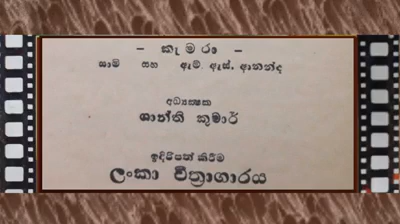 - කැමරා -
සාමි සහ ඇම්. ඇස්. ආනන්ද
අධ්‍යක්ෂක
ශාන්ති කුමාර්
ඉදිරිපත් කිරීම
ලංකා චිත්‍රාගාරය